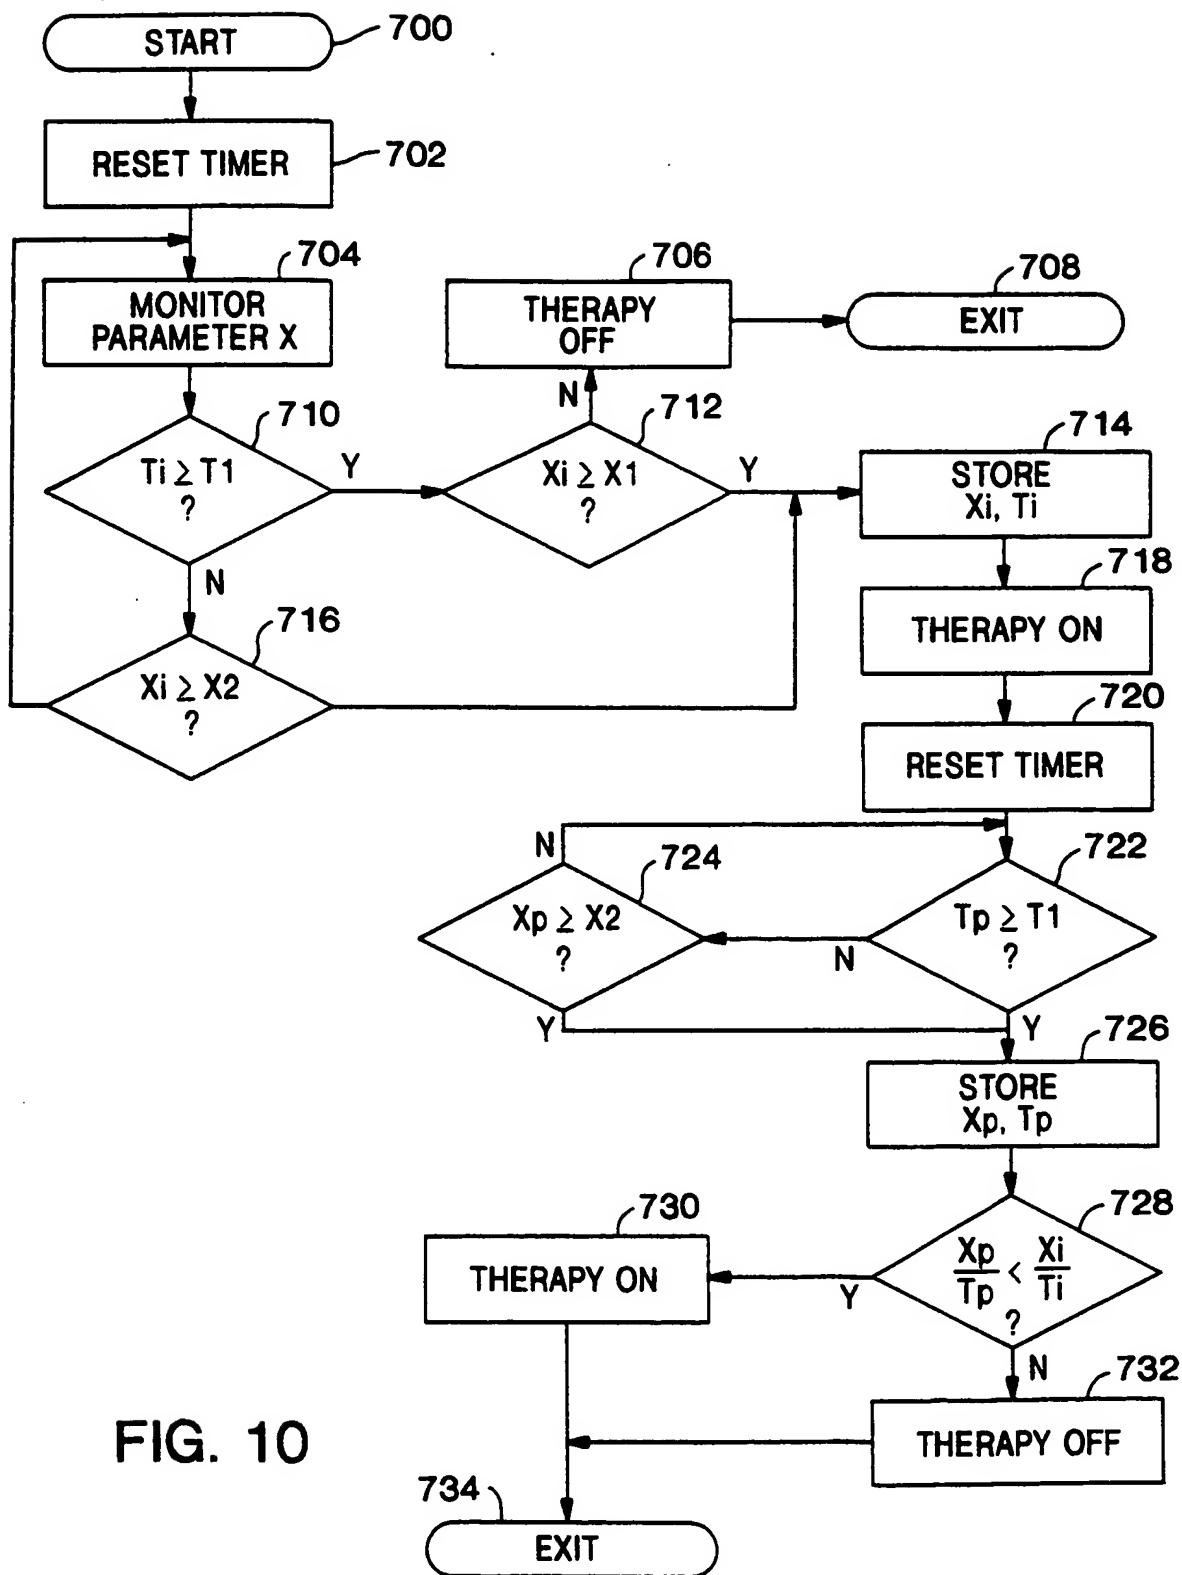 START
700
RESET TIMER
702
704
MONITOR
PARAMETER X
706
THERAPY
OFF
708
EXIT
710
Ti ≥ T1
?
Y
N
712
Xi ≥ X1
?
N
Y
714
STORE
Xi, Ti
716
Xi ≥ X2
?
718
THERAPY ON
720
RESET TIMER
722
Tp ≥ T1
?
N
Y
724
Xp ≥ X2
?
N
Y
726
STORE
Xp, Tp
728
Xp/Tp < Xi/Ti
?
Y
N
730
THERAPY ON
732
THERAPY OFF
734
EXIT
FIG. 10